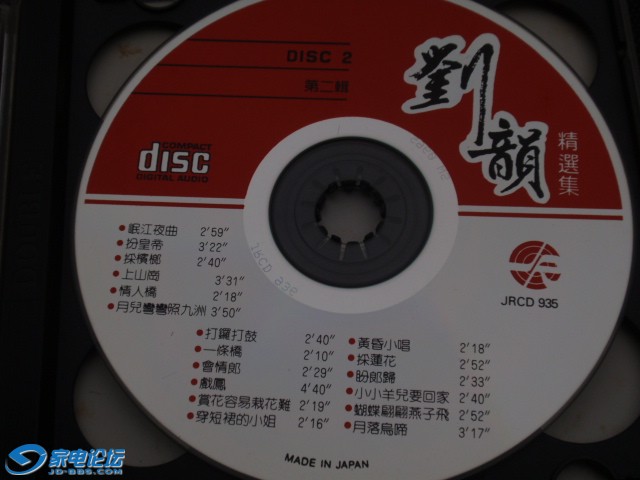 DISC 2
第二輯
劉韻
精選集
COMPACT
disc
DIGITAL AUDIO
JRCD 935
•岷江夜曲 2′59″
•扮皇帝 3′22″
•採檳榔 2′40″
•上山崗 3′31″
•情人橋 2′18″
•月兒彎彎照九洲 3′50″
•打鑼打鼓 2′40″
•一條橋 2′10″
•會情郎 2′29″
•戲鳳 4′40″
•賞花容易栽花難 2′19″
•穿短裙的小姐 2′16″
•黃昏小唱 2′18″
•採蓮花 2′52″
•盼郎歸 2′33″
•小小羊兒要回家 2′40″
•蝴蝶翩翩燕子飛 2′52″
•月落烏啼 3′17″
MADE IN JAPAN
JRCD 936
家电论坛
JD-BBS.COM